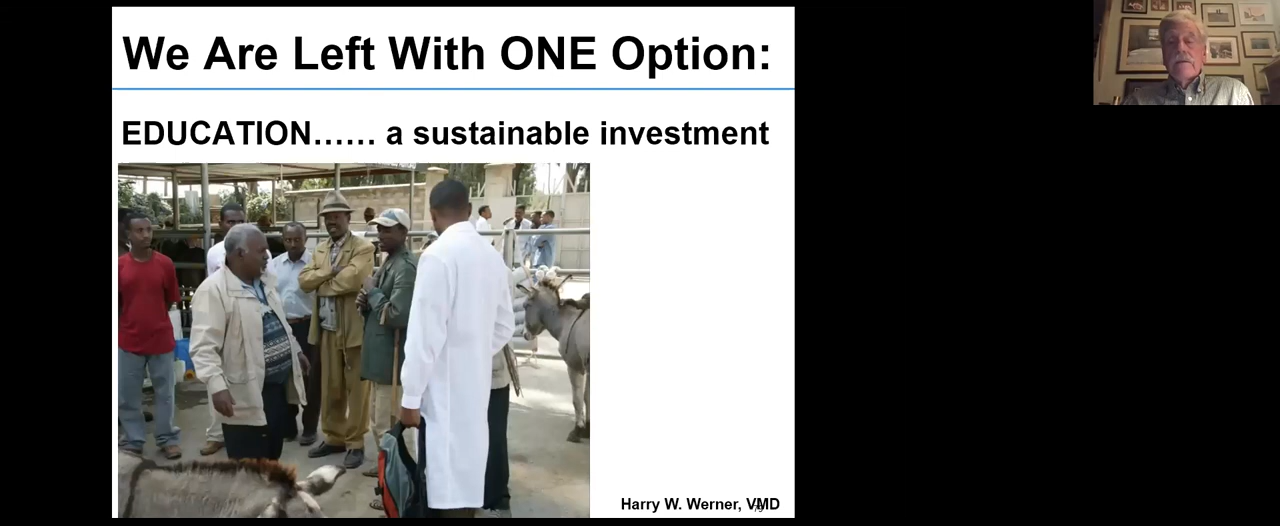 We Are Left With ONE Option:
EDUCATION...... a sustainable investment
Harry W. Werner, VMD